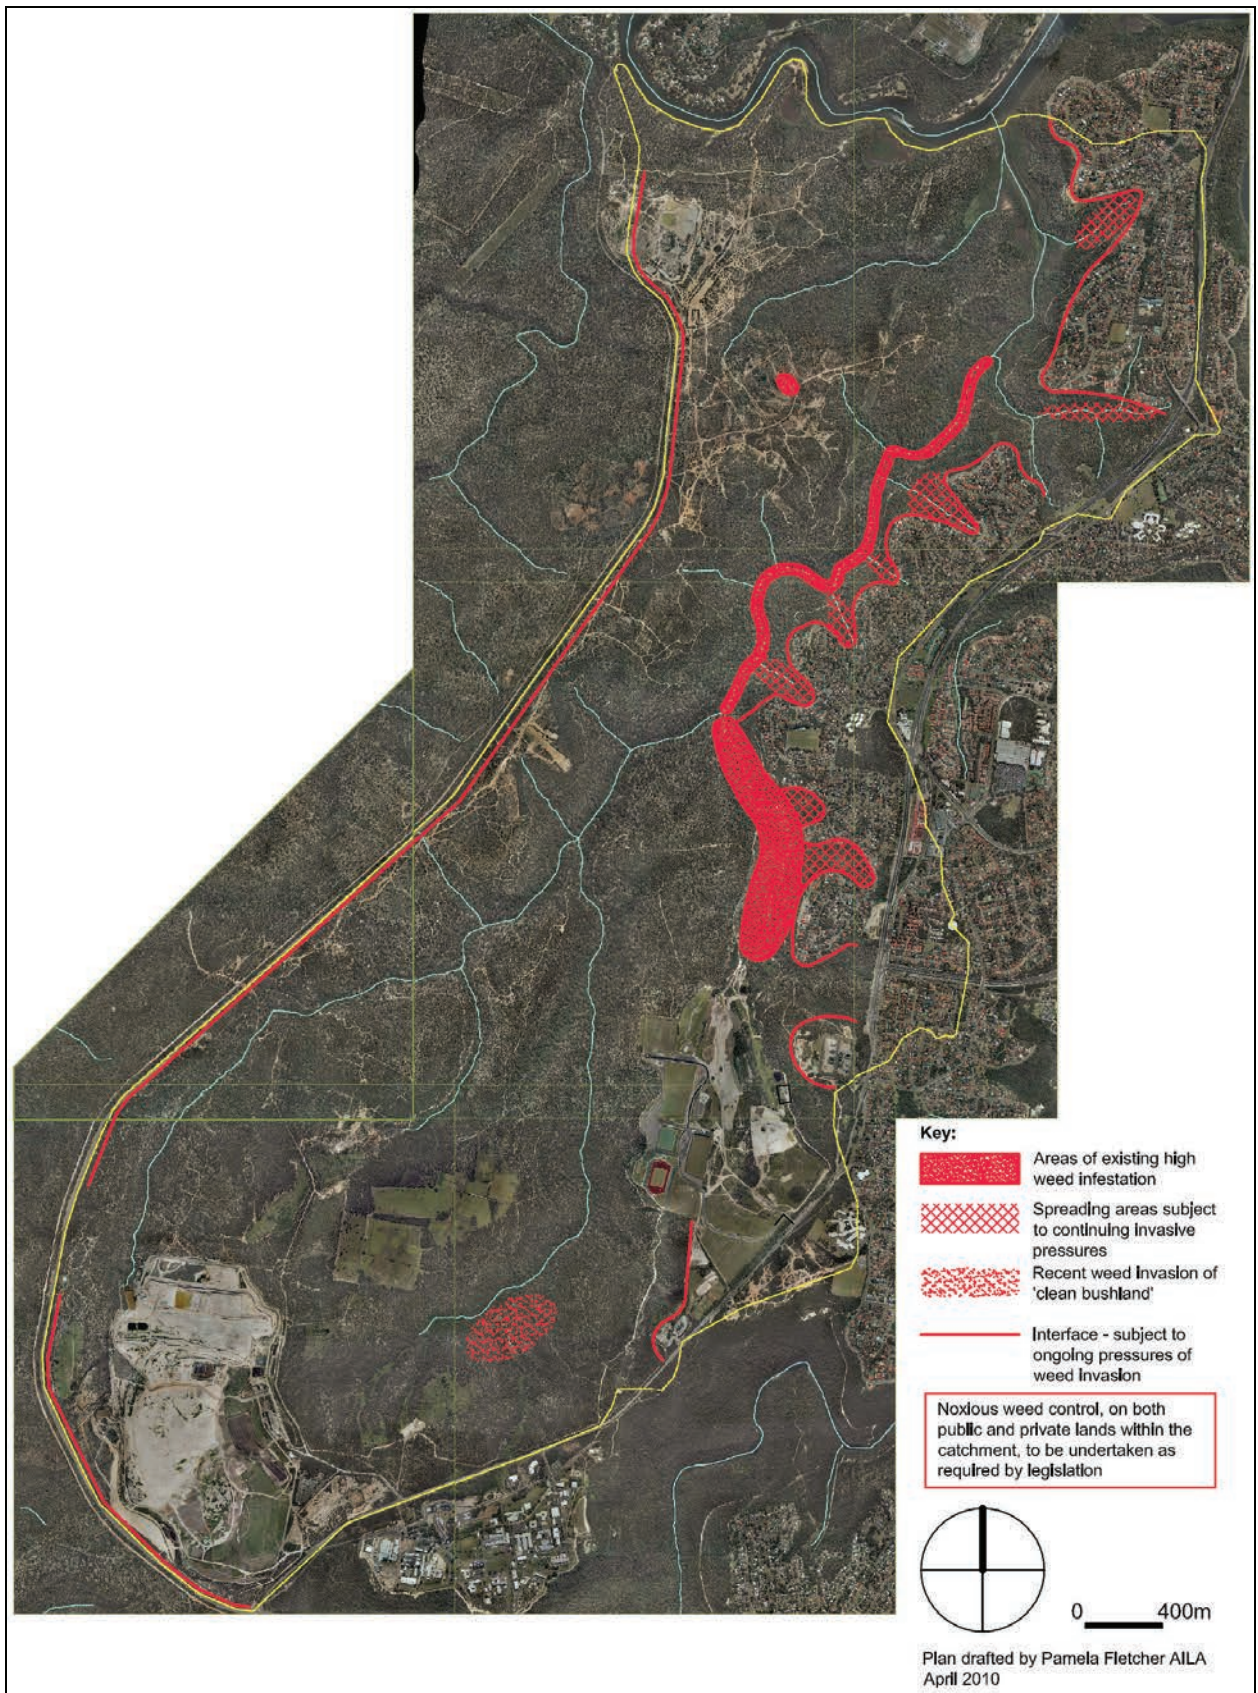 Key:
Areas of existing high
weed infestation
Spreading areas subject
to continuing invasive
pressures
Recent weed invasion of
'clean bushland'
Interface - subject to
ongoing pressures of
weed invasion
Noxious weed control, on both
public and private lands within the
catchment, to be undertaken as
required by legislation
0 400m
Plan drafted by Pamela Fletcher AILA
April 2010